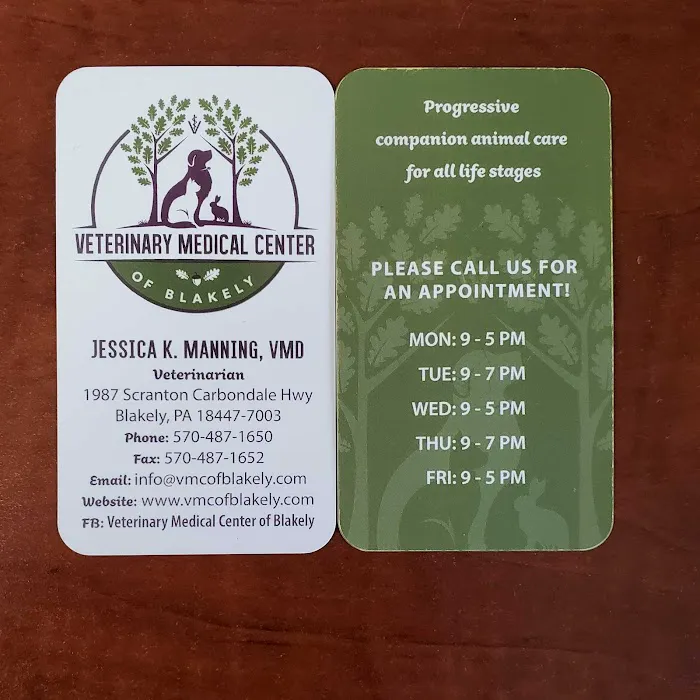 VETERINARY MEDICAL CENTER
OF BLAKELY
JESSICA K. MANNING, VMD
Veterinarian
1987 Scranton Carbondale Hwy
Blakely, PA 18447-7003
Phone: 570-487-1650
Fax: 570-487-1652
Email: info@vmcofblakely.com
Website: www.vmcofblakely.com
FB: Veterinary Medical Center of Blakely
Progressive
companion animal care
for all life stages
PLEASE CALL US FOR
AN APPOINTMENT!
MON: 9 - 5 PM
TUE: 9 - 7 PM
WED: 9 - 5 PM
THU: 9 - 7 PM
FRI: 9 - 5 PM